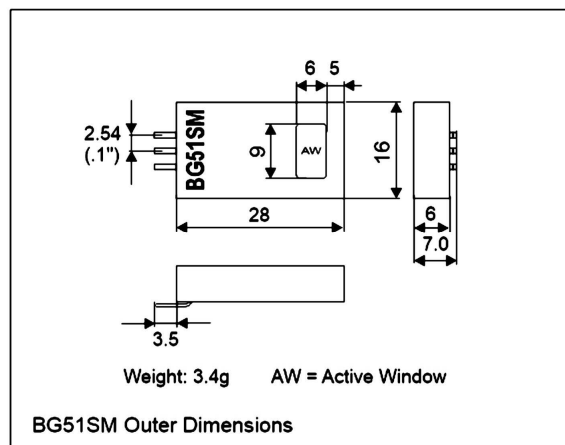 6 5
2.54
(.1")
BG51SM
9
AW
16
28
6
7.0
3.5
Weight: 3.4g AW = Active Window
BG51SM Outer Dimensions